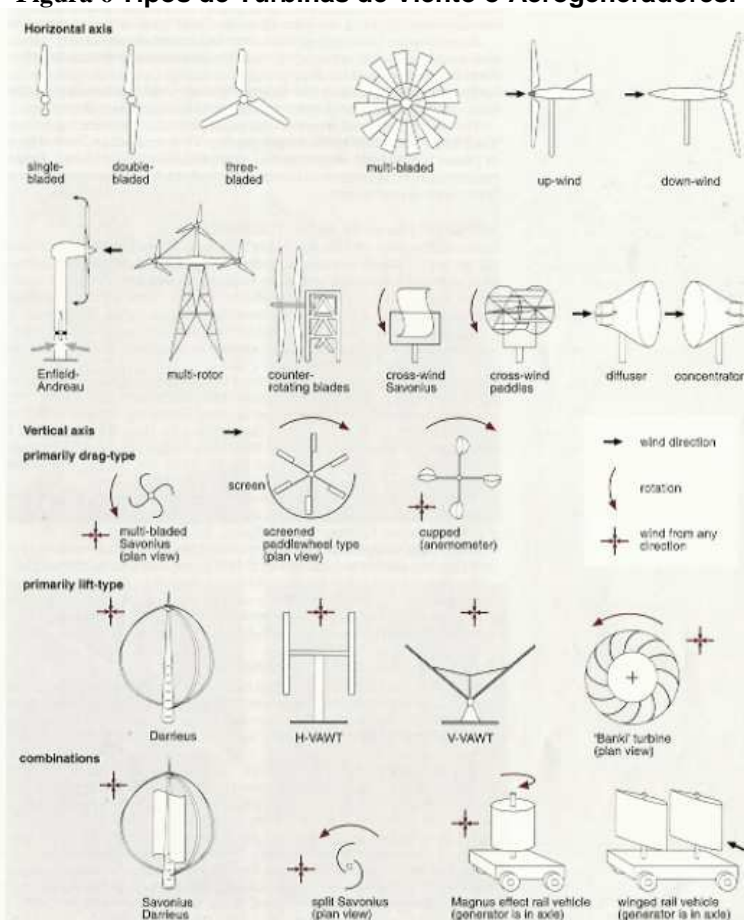 Figura 6 Tipos de Turbinas de Viento o Aerogeneradores.
Horizontal axis
single-
bladed
double-
bladed
three-
bladed
multi-bladed
up-wind
down-wind
Enfield-
Andreau
multi-rotor
counter-
rotating blades
cross-wind
Savonius
cross-wind
paddles
diffuser
concentrator
Vertical axis
primarily drag-type
multi-bladed
Savonius
(plan view)
screen
screened
paddlewheel type
(plan view)
cupped
(anemometer)
wind direction
rotation
wind from any
direction
primarily lift-type
Darrieus
H-VAWT
V-VAWT
'Banki' turbine
(plan view)
combinations
Savonius
Darrieus
split Savonius
(plan view)
Magnus effect rail vehicle
(generator is in axle)
winged rail vehicle
(generator is in axle)